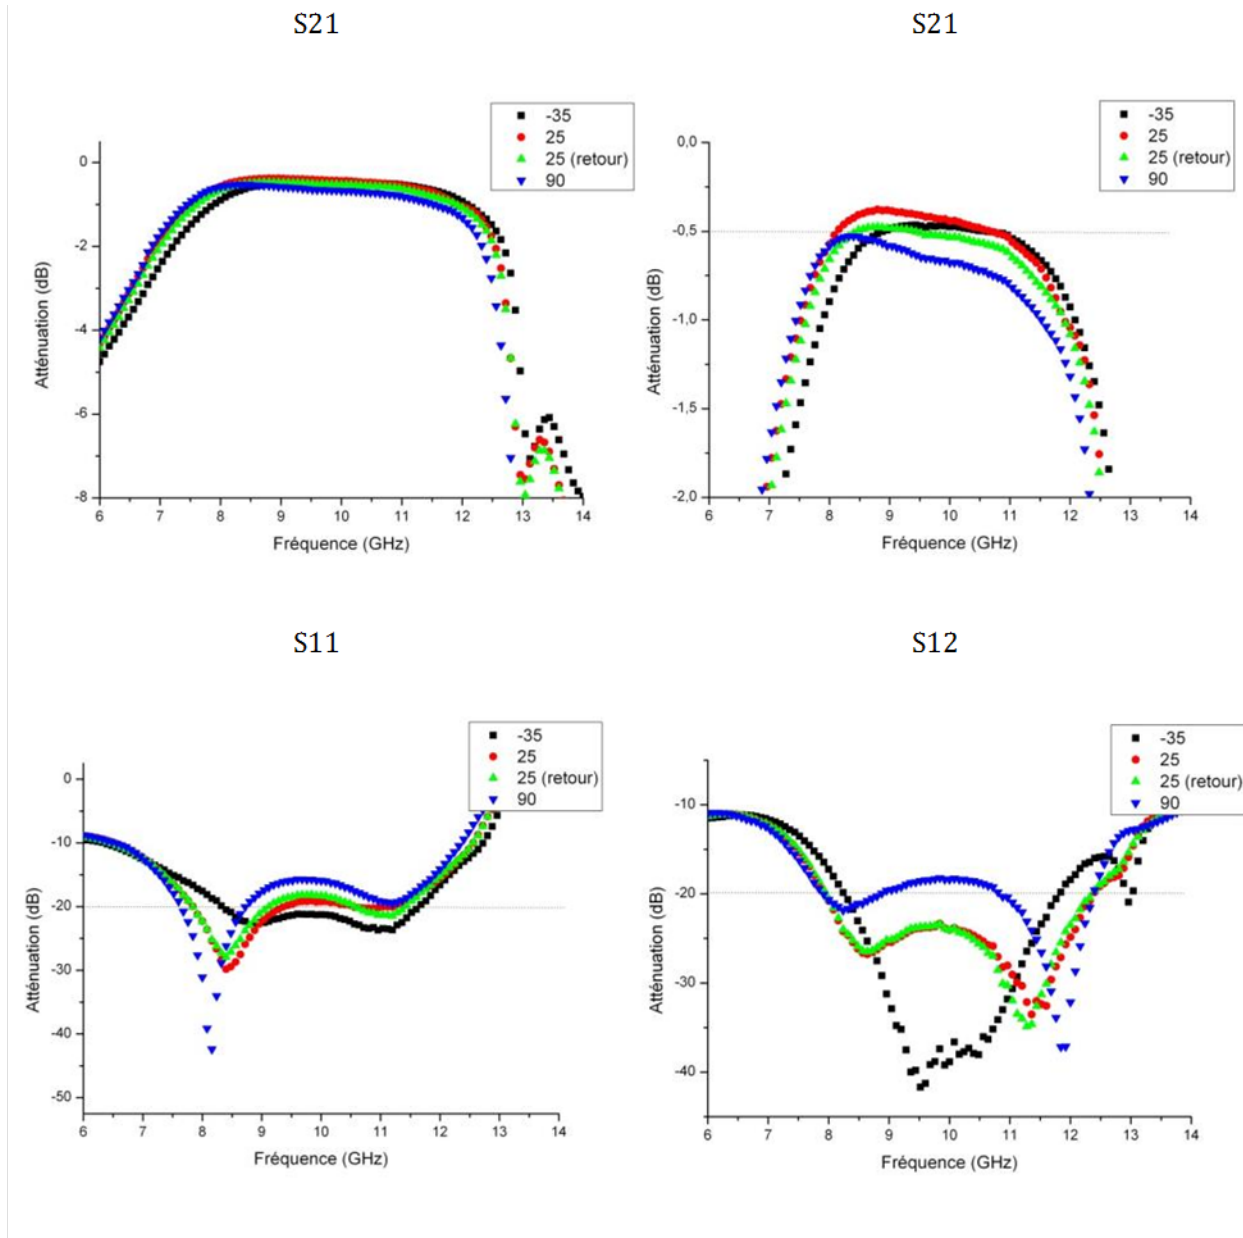 S21
-35
25
25 (retour)
90
0
-2
-4
-6
-8
Atténuation (dB)
6 7 8 9 10 11 12 13 14
Fréquence (GHz)
S21
-35
25
25 (retour)
90
0,0
-0.5
-1.0
-1.5
-2.0
Atténuation (dB)
6 7 8 9 10 11 12 13 14
Fréquence (GHz)
S11
-35
25
25 (retour)
90
0
-10
-20
-30
-40
-50
Atténuation (dB)
6 7 8 9 10 11 12 13 14
Fréquence (GHz)
S12
-35
25
25 (retour)
90
-10
-20
-30
-40
Atténuation (dB)
6 7 8 9 10 11 12 13 14
Fréquence (GHz)